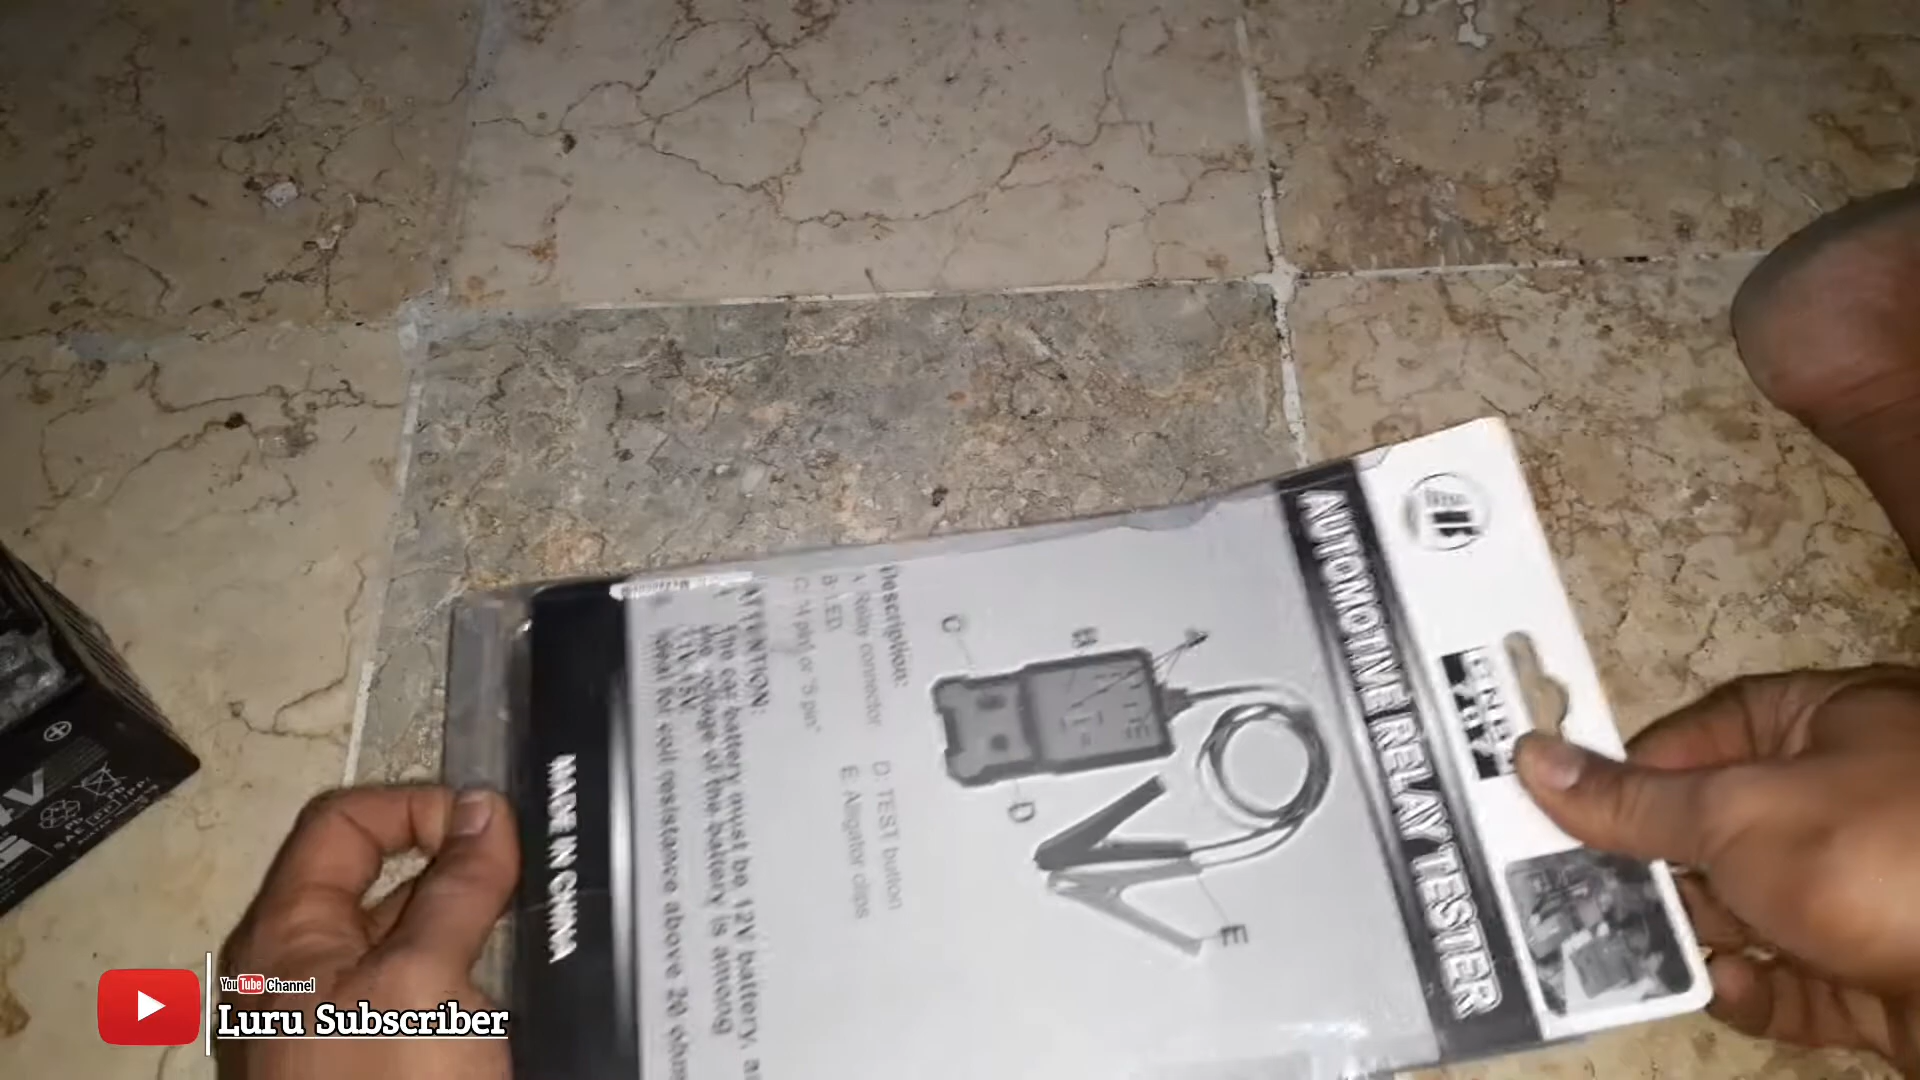 AUTOMOTIVE RELAY TESTER
Description:
A Relay connector
B: LED
C: "4 pin" or "5 pin"
D: TEST button
E: Alligator clips
A
B
C
D
E
ATTENTION:
The car battery must be 12V battery,
the voltage of the battery is among
11V-15V.
Ideal for coil resistance above 20 ohm
MADE IN CHINA
YouTube Channel
Luru Subscriber